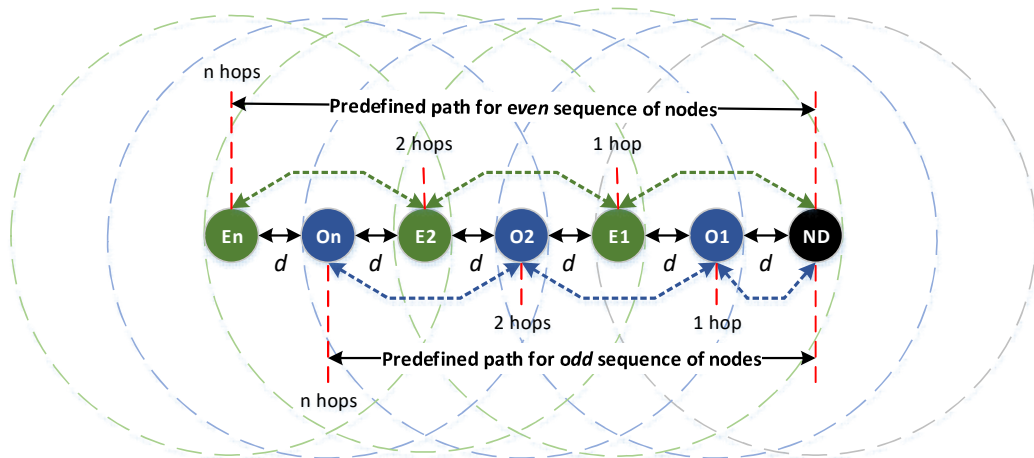 n hops
Predefined path for even sequence of nodes
2 hops
1 hop
En
On
E2
O2
E1
O1
ND
d
d
d
d
d
d
2 hops
1 hop
Predefined path for odd sequence of nodes
n hops